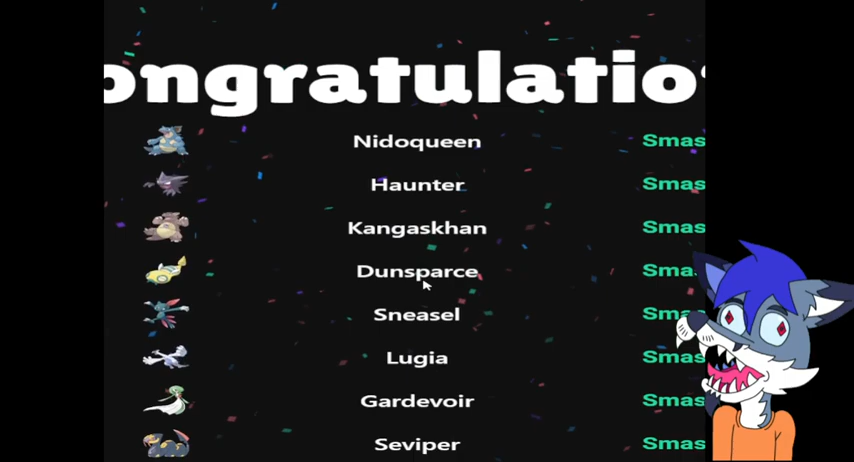 ongratulatio
Nidoqueen Smas
Haunter Smas
Kangaskhan Smas
Dunsparce Smas
Sneasel Smas
Lugia Smas
Gardevoir Smas
Seviper Smas